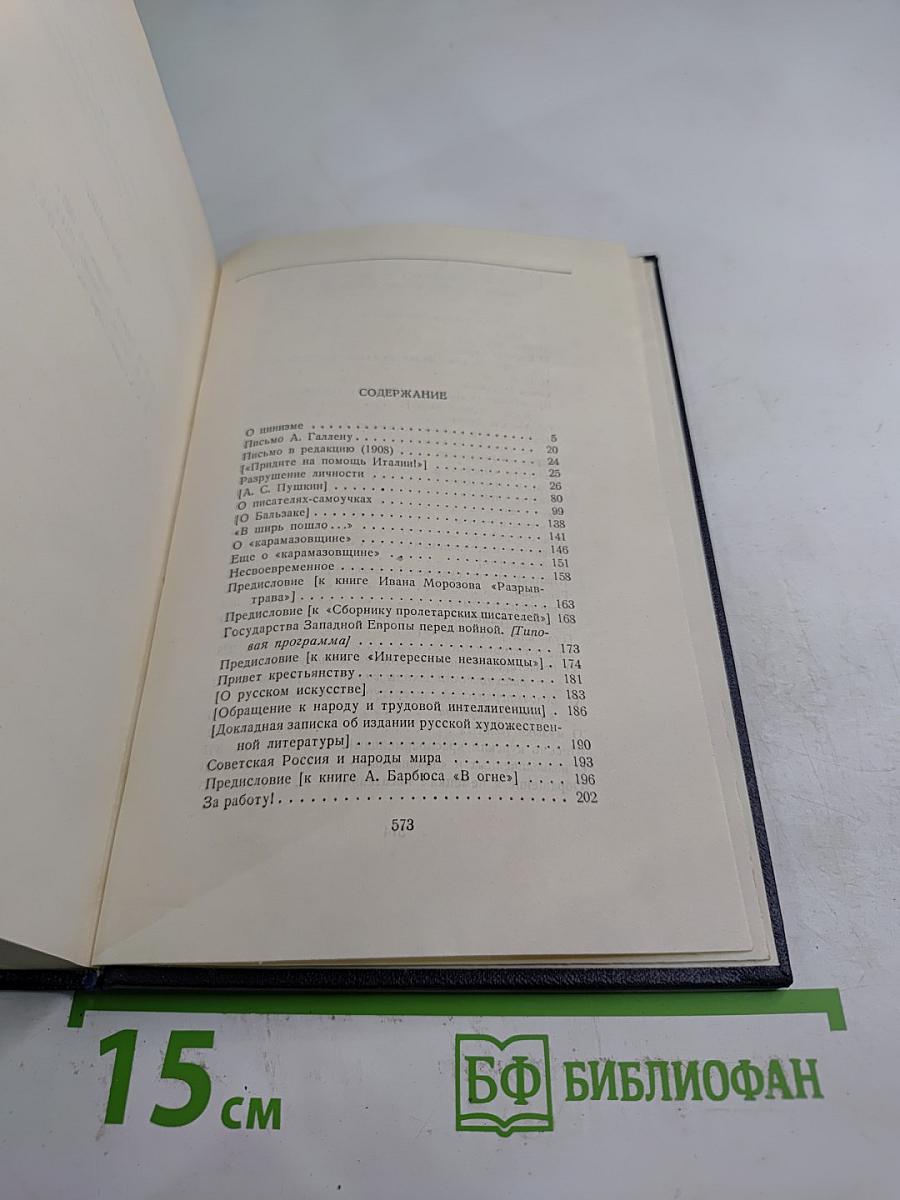 СОДЕРЖАНИЕ
О цинизме . . . . . . . . . . . . . . . . . . . . . . . . 5
Письмо А. Галлену . . . . . . . . . . . . . . . . . . . 20
Письмо в редакцию (1908) . . . . . . . . . . . . . . 24
[«Придите на помощь Италии!»] . . . . . . . . . . . 25
Разрушение личности . . . . . . . . . . . . . . . . . 26
[А. С. Пушкин] . . . . . . . . . . . . . . . . . . . . . 80
О писателях-самоучках . . . . . . . . . . . . . . . . 99
[О Бальзаке] . . . . . . . . . . . . . . . . . . . . . . 138
«В ширь пошло...» . . . . . . . . . . . . . . . . . . . 141
О «карамазовщине» . . . . . . . . . . . . . . . . . . 146
Еще о «карамазовщине» . . . . . . . . . . . . . . . 151
Несвоевременное . . . . . . . . . . . . . . . . . . . 158
Предисловие [к книге Ивана Морозова «Разрыв-
трава»] . . . . . . . . . . . . . . . . . . . . . . . . . 163
Предисловие [к «Сборнику пролетарских писателей»] 168
Государства Западной Европы перед войной. [Типо-
вая программа] . . . . . . . . . . . . . . . . . . . 173
Предисловие [к книге «Интересные незнакомцы»] . 174
Привет крестьянству . . . . . . . . . . . . . . . . . . 181
[О русском искусстве] . . . . . . . . . . . . . . . . . 183
[Обращение к народу и трудовой интеллигенции] . 186
[Докладная записка об издании русской художествен-
ной литературы] . . . . . . . . . . . . . . . . . . 190
Советская Россия и народы мира . . . . . . . . . . 193
Предисловие [к книге А. Барбюса «В огне»] . . . . 196
За работу! . . . . . . . . . . . . . . . . . . . . . . . . 202
573
15 см
БФ БИБЛИОФАН